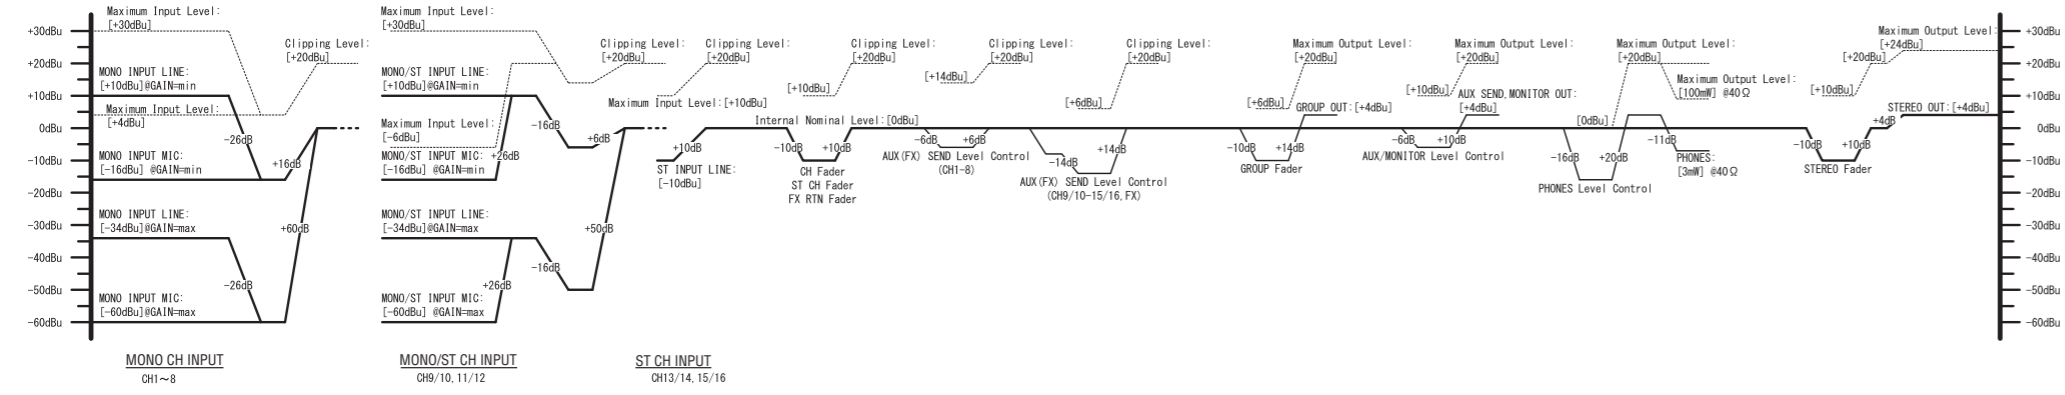 +30dBu
+20dBu
+10dBu
0dBu
-10dBu
-20dBu
-30dBu
-40dBu
-50dBu
-60dBu
Maximum Input Level:
[+30dBu]
Clipping Level:
[+20dBu]
MONO INPUT LINE:
[+10dBu]@GAIN=min
Maximum Input Level:
[+4dBu]
-26dB
+16dB
MONO INPUT MIC:
[-16dBu] @GAIN=min
MONO INPUT LINE:
[-34dBu]@GAIN=max
+60dB
-26dB
MONO INPUT MIC:
[-60dBu]@GAIN=max
MONO CH INPUT
CH1~8
Maximum Input Level:
[+30dBu]
Clipping Level:
[+20dBu]
MONO/ST INPUT LINE:
[+10dBu]@GAIN=min
Maximum Input Level:
[-6dBu]
-16dB
+6dB
MONO/ST INPUT MIC:
[-16dBu] @GAIN=min
+26dB
MONO/ST INPUT LINE:
[-34dBu]@GAIN=max
+50dB
-16dB
+26dB
MONO/ST INPUT MIC:
[-60dBu] @GAIN=max
MONO/ST CH INPUT
CH9/10, 11/12
Clipping Level:
[+20dBu]
Maximum Input Level:[+10dBu]
+10dB
ST INPUT LINE:
[-10dBu]
ST CH INPUT
CH13/14, 15/16
Clipping Level:
[+20dBu]
[+10dBu]
Internal Nominal Level:[0dBu]
-10dB
+10dB
CH Fader
ST CH Fader
FX RTN Fader
Clipping Level:
[+20dBu]
[+14dBu]
-6dB
+6dB
AUX(FX) SEND Level Control
(CH1-8)
Clipping Level:
[+20dBu]
[+6dBu]
-14dB
+14dB
AUX(FX) SEND Level Control
(CH9/10-15/16, FX)
Maximum Output Level:
[+20dBu]
[+6dBu]
GROUP OUT:[+4dBu]
-10dB
+14dB
GROUP Fader
Maximum Output Level:
[+20dBu]
[+10dBu]
AUX SEND,MONITOR OUT:
[+4dBu]
-6dB
+10dB
AUX/MONITOR Level Control
Maximum Output Level:
[+20dBu]
Maximum Output Level:
[100mW] @40Ω
[0dBu]
-16dB
+20dB
-11dB
PHONES:
[3mW] @40Ω
PHONES Level Control
Maximum Output Level:
[+24dBu]
[+20dBu]
[+10dBu]
STEREO OUT:[+4dBu]
+4dB
-10dB
+10dB
STEREO Fader
+30dBu
+20dBu
+10dBu
0dBu
-10dBu
-20dBu
-30dBu
-40dBu
-50dBu
-60dBu